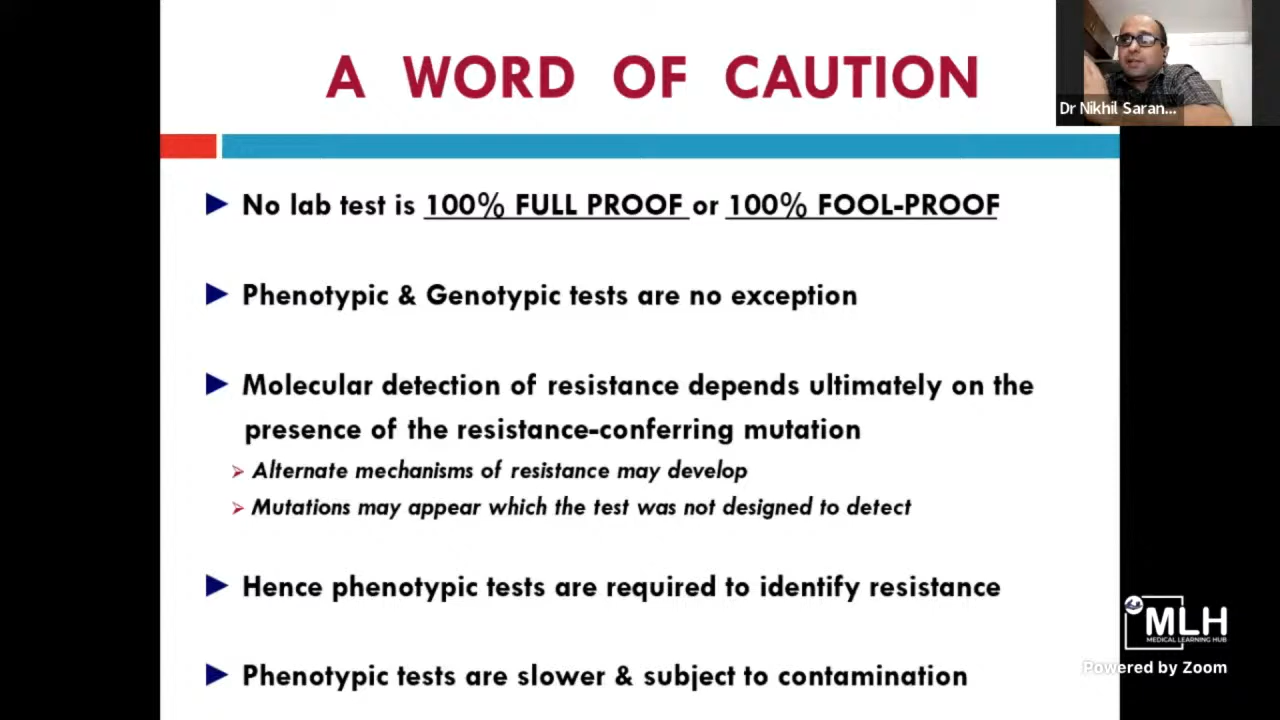 A WORD OF CAUTION
Dr Nikhil Saran...
No lab test is 100% FULL PROOF or 100% FOOL-PROOF
Phenotypic & Genotypic tests are no exception
Molecular detection of resistance depends ultimately on the
presence of the resistance-conferring mutation
Alternate mechanisms of resistance may develop
Mutations may appear which the test was not designed to detect
Hence phenotypic tests are required to identify resistance
MLH
MEDICAL LEARNING HUB
Powered by Zoom
Phenotypic tests are slower & subject to contamination